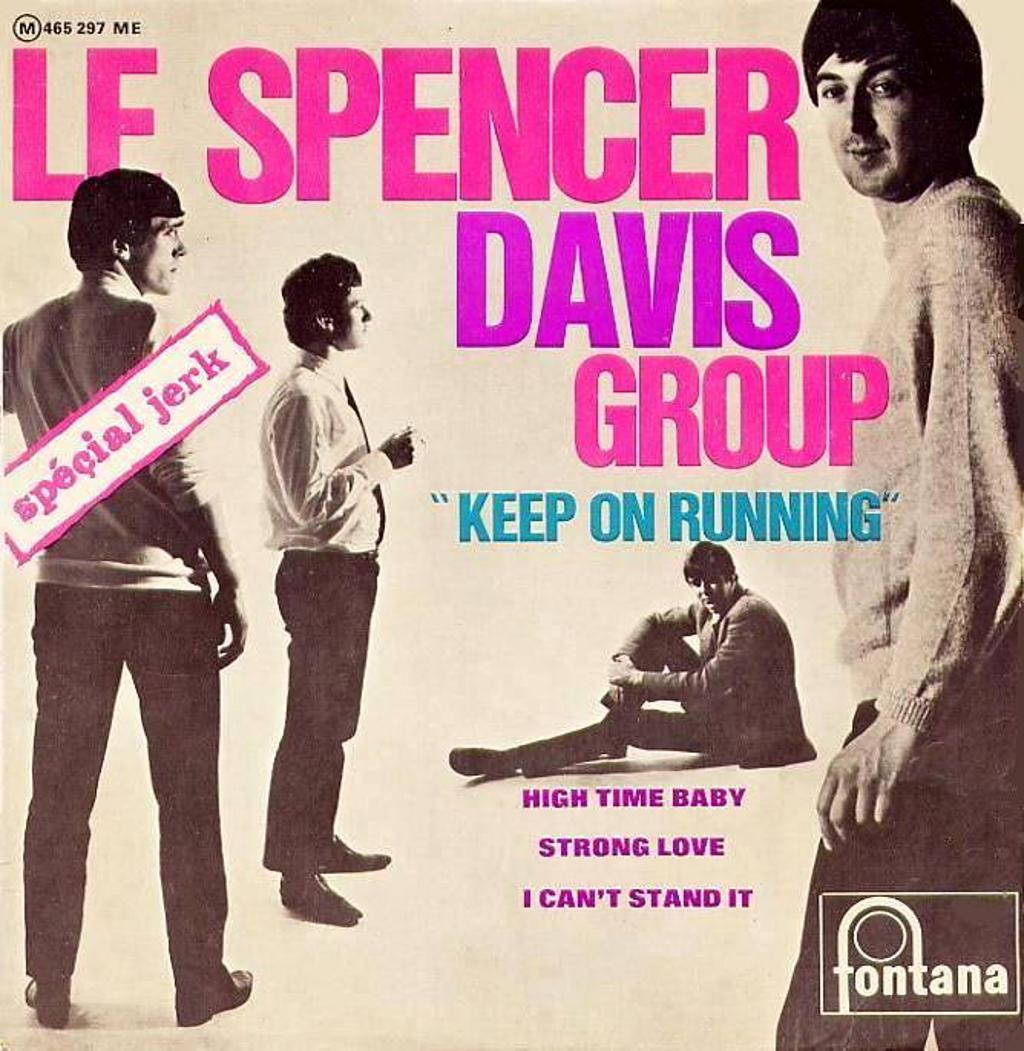 M 465 297 ME
LE SPENCER
DAVIS
GROUP
spéçial jerk
"KEEP ON RUNNING"
HIGH TIME BABY
STRONG LOVE
I CAN'T STAND IT
fontana